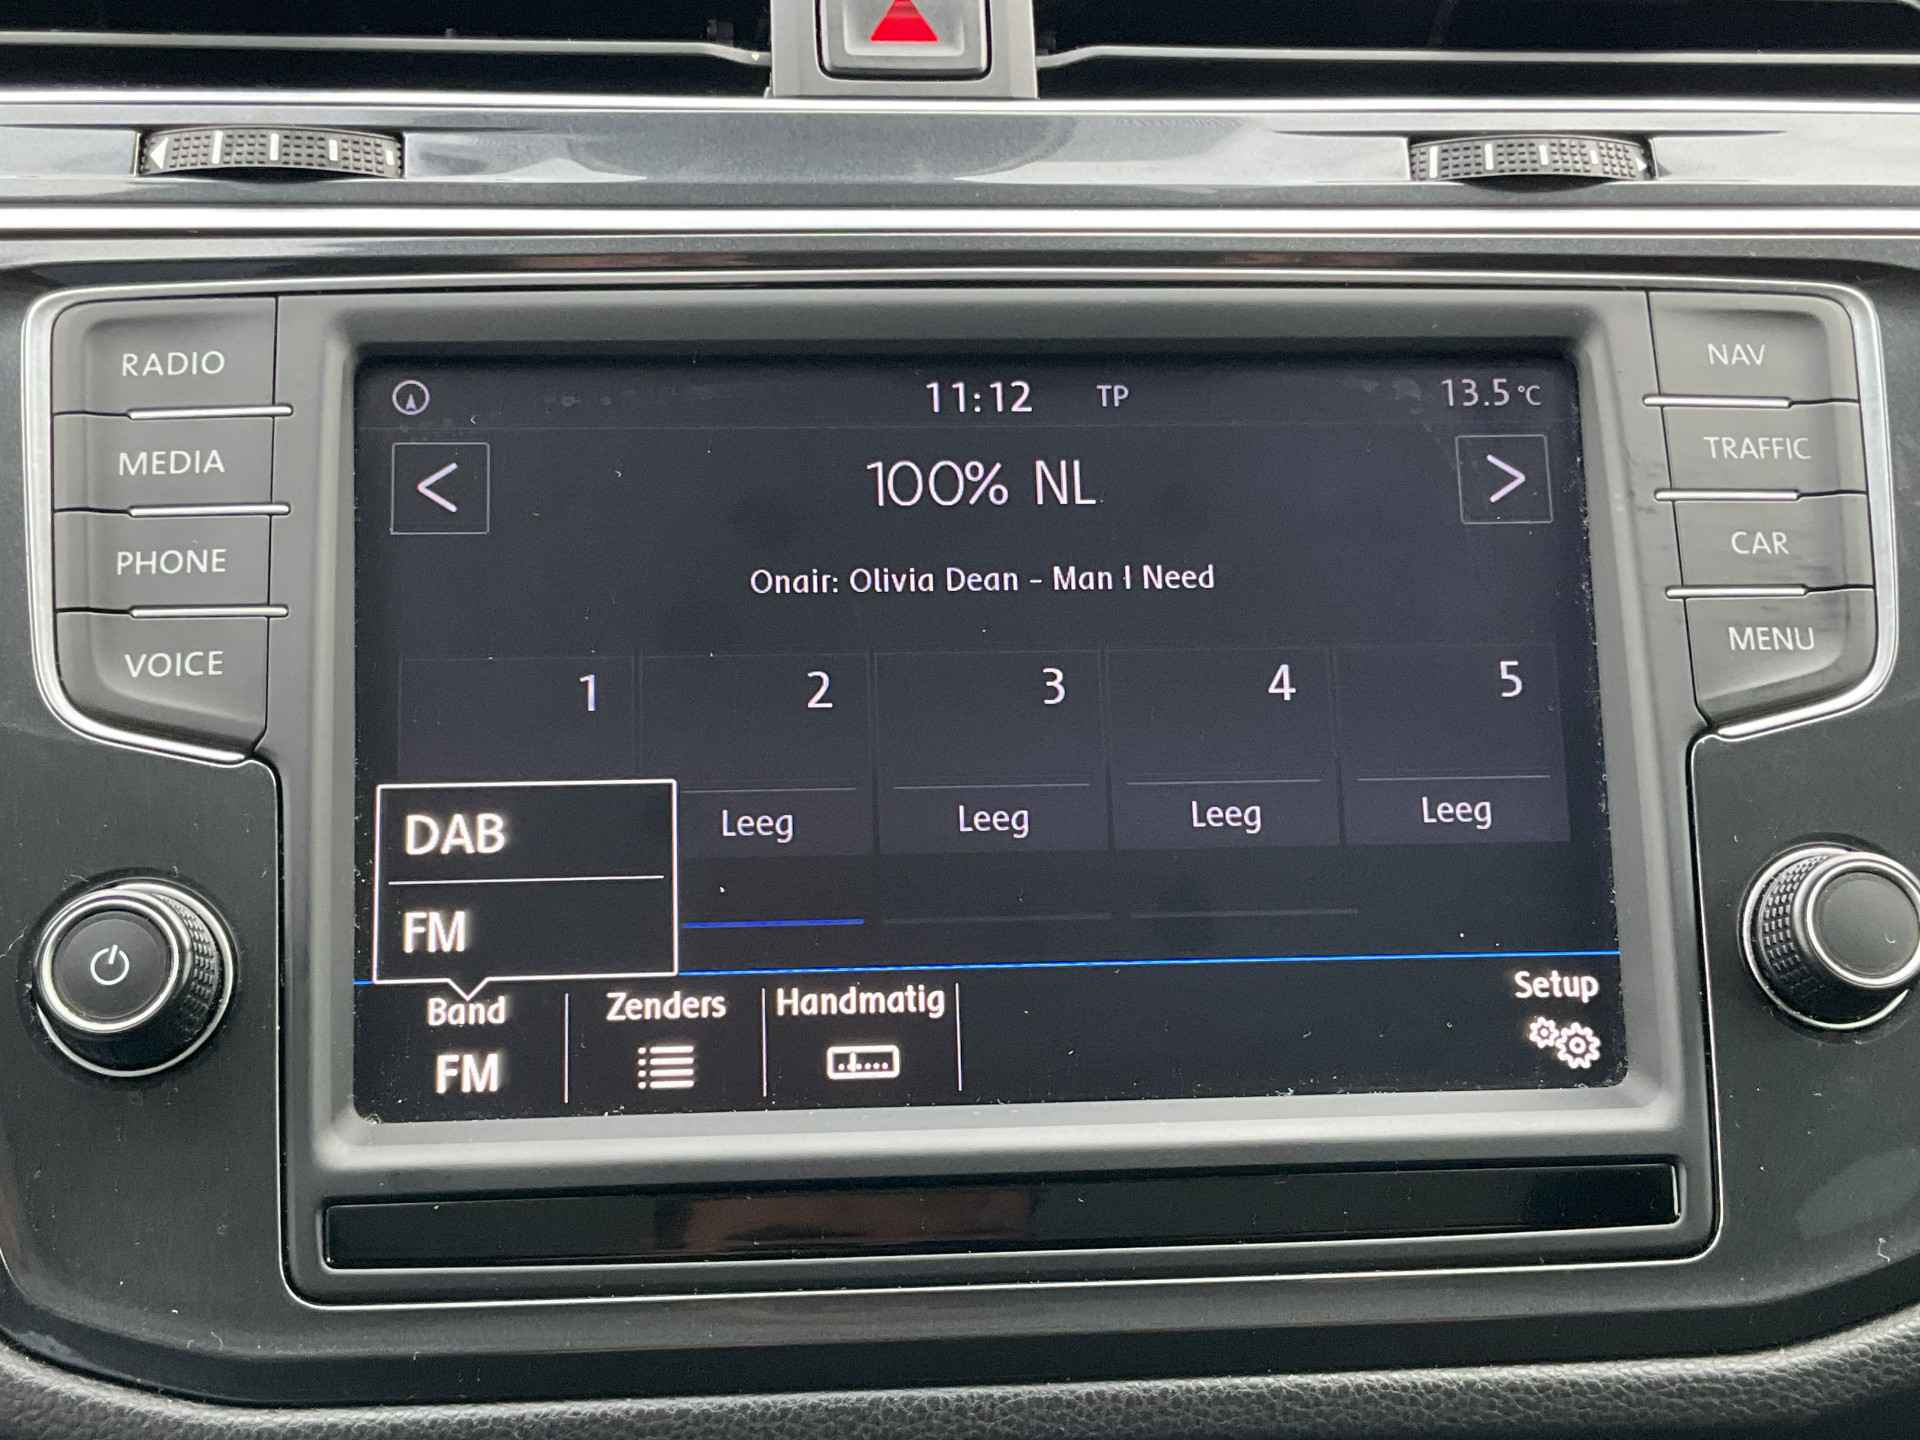 RADIO
MEDIA
PHONE
VOICE
11:12 TP 13.5 °C
< 100% NL >
Onair: Olivia Dean - Man I Need
1 2 3 4 5
Leeg Leeg Leeg Leeg
DAB
FM
Band Zenders Handmatig Setup
FM
NAV
TRAFFIC
CAR
MENU